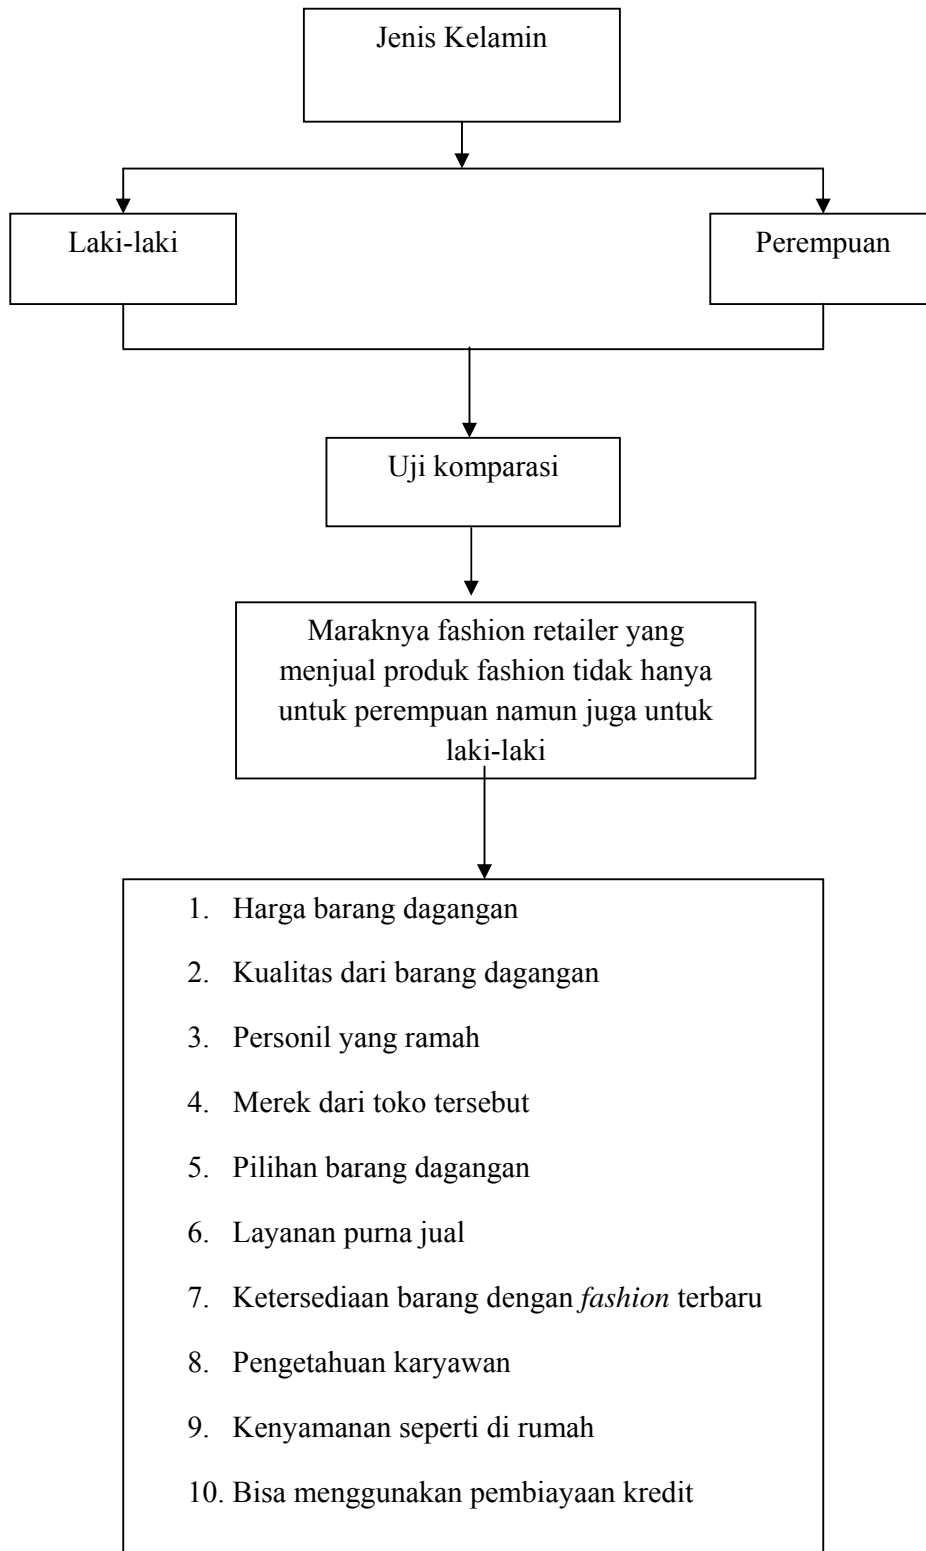 Jenis Kelamin
Laki-laki
Perempuan
Uji komparasi
Maraknya fashion retailer yang
menjual produk fashion tidak hanya
untuk perempuan namun juga untuk
laki-laki
1. Harga barang dagangan
2. Kualitas dari barang dagangan
3. Personil yang ramah
4. Merek dari toko tersebut
5. Pilihan barang dagangan
6. Layanan purna jual
7. Ketersediaan barang dengan fashion terbaru
8. Pengetahuan karyawan
9. Kenyamanan seperti di rumah
10. Bisa menggunakan pembiayaan kredit